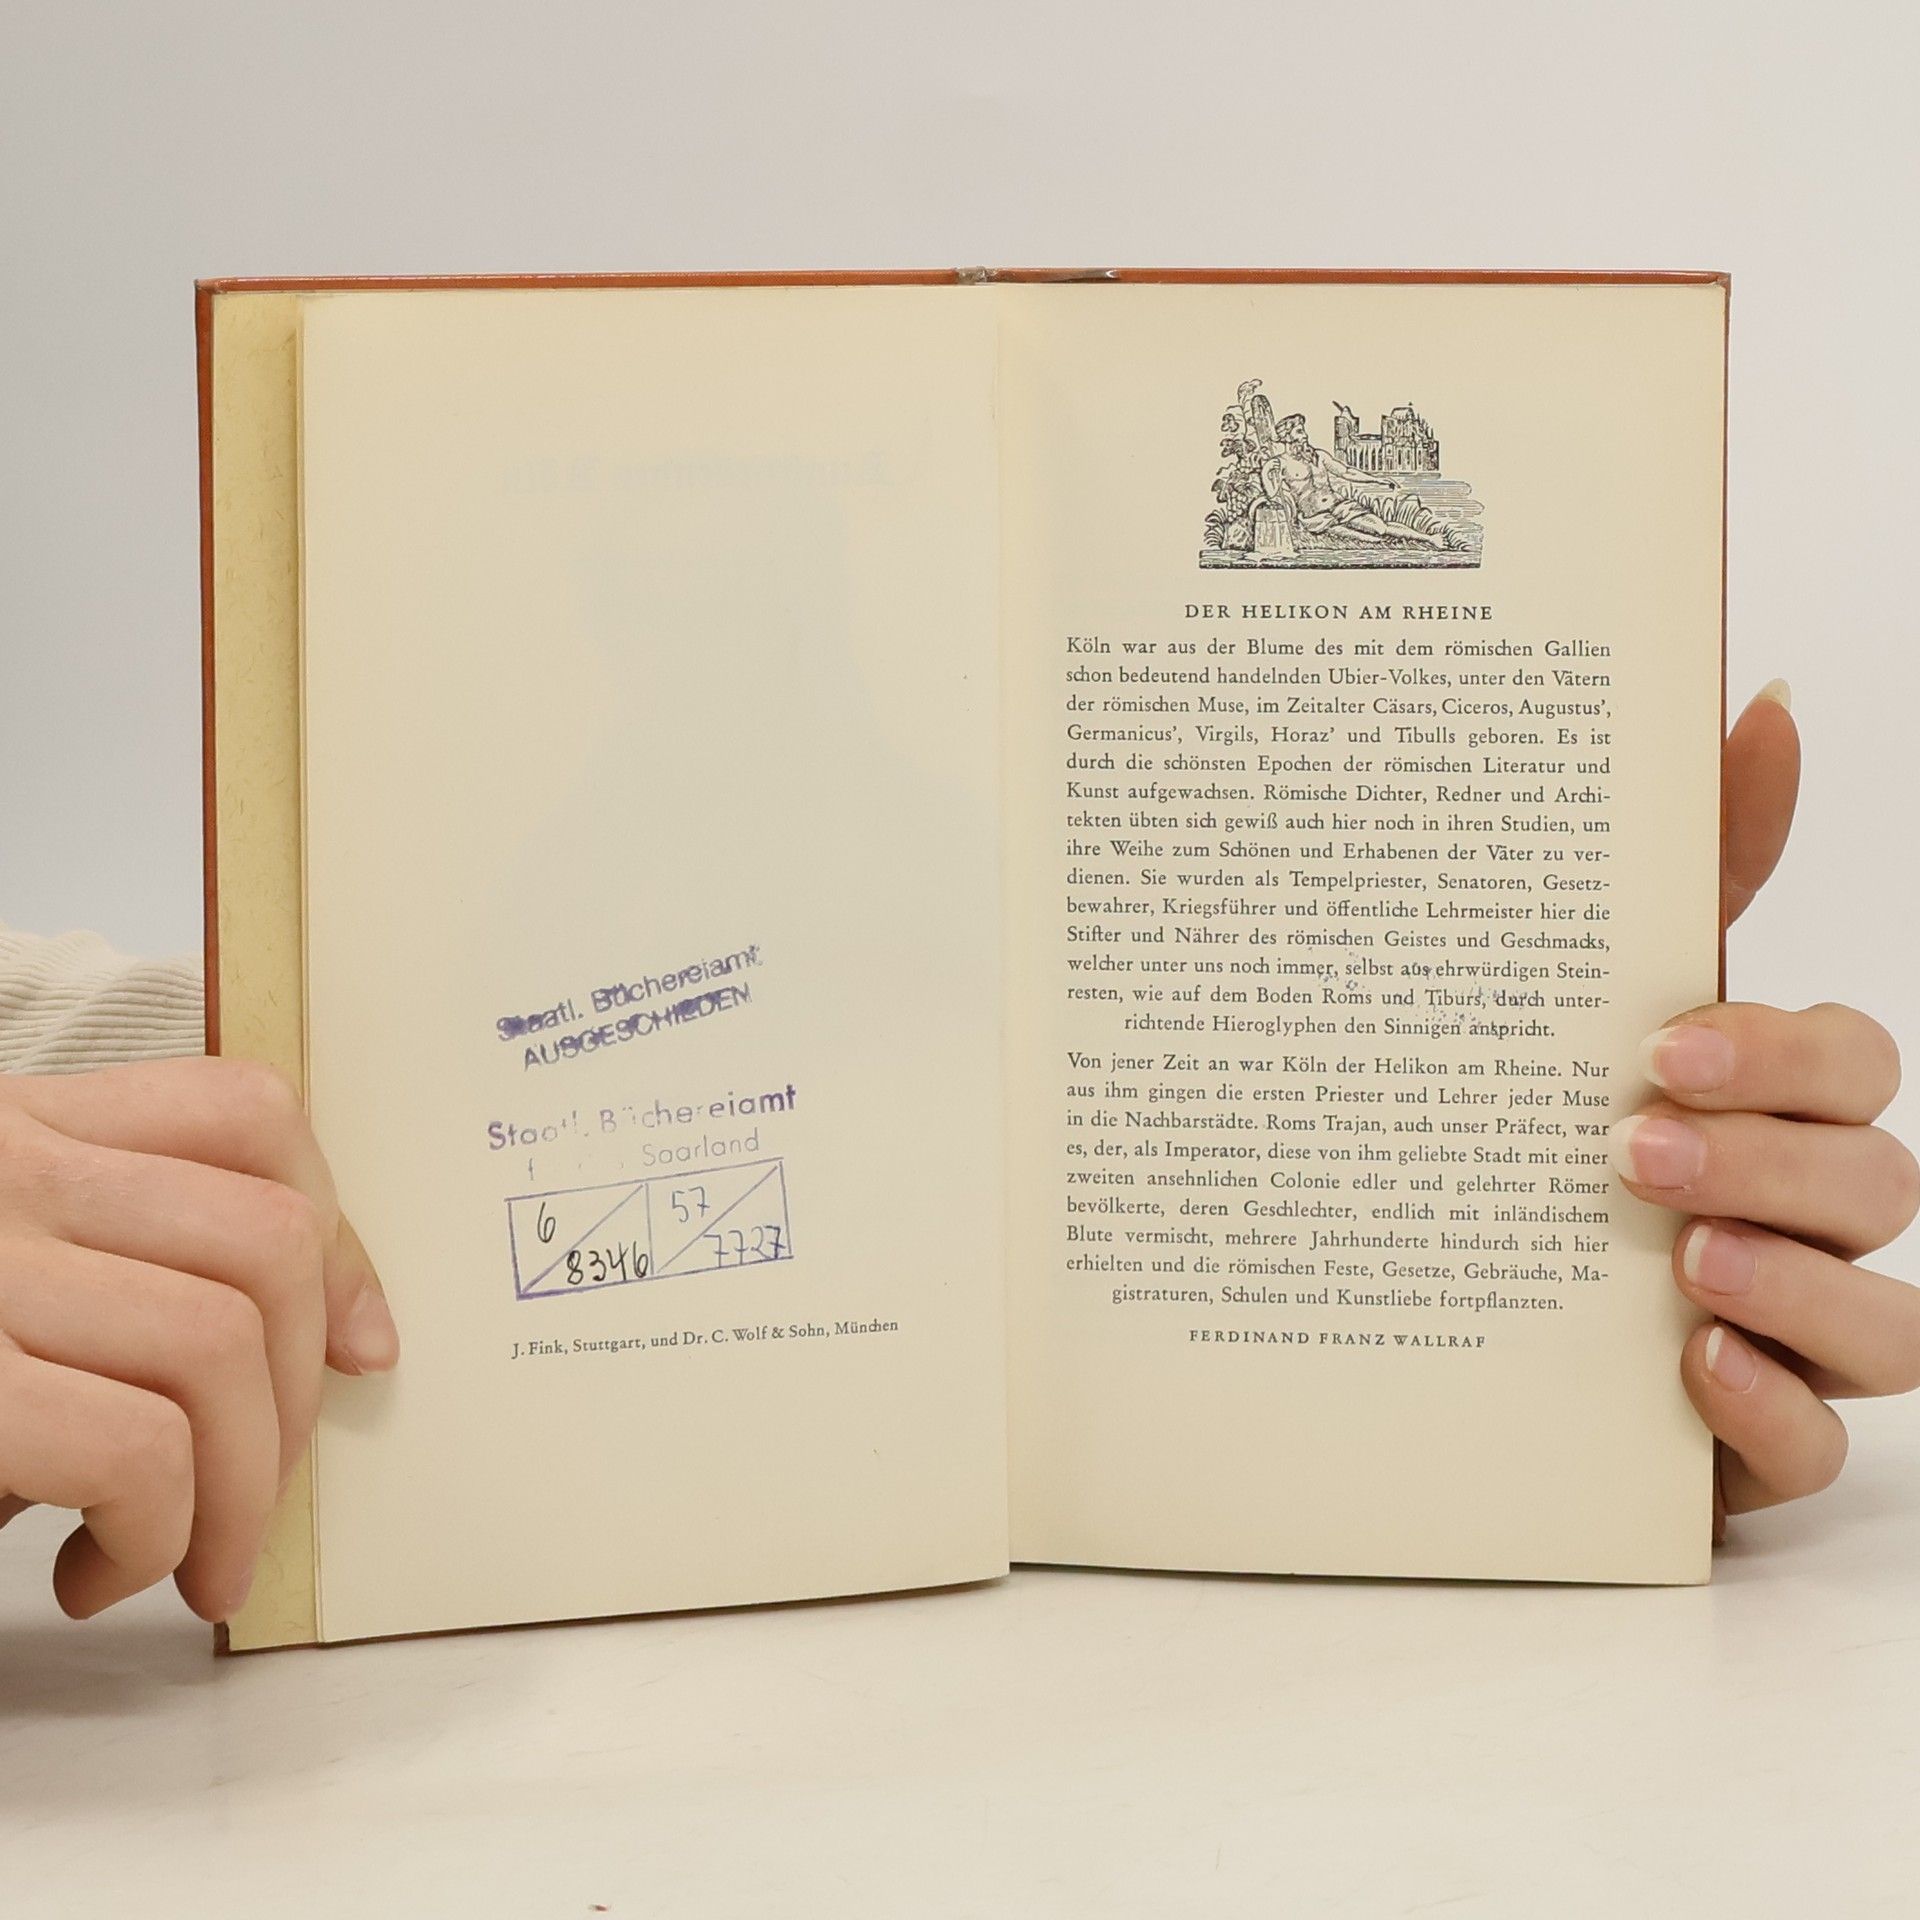 Staatl. Büchereiamt
AUSGESCHIEDEN
Staatl. Büchereiamt
Saarland
6
57
8346
7727
J. Fink, Stuttgart, und Dr. C. Wolf & Sohn, München
DER HELIKON AM RHEINE
Köln war aus der Blume des mit dem römischen Gallien
schon bedeutend handelnden Ubier-Volkes, unter den Vätern
der römischen Muse, im Zeitalter Cäsars, Ciceros, Augustus’,
Germanicus’, Virgils, Horaz’ und Tibulls geboren. Es ist
durch die schönsten Epochen der römischen Literatur und
Kunst aufgewachsen. Römische Dichter, Redner und Archi-
tekten übten sich gewiß auch hier noch in ihren Studien, um
ihre Weihe zum Schönen und Erhabenen der Väter zu ver-
dienen. Sie wurden als Tempelpriester, Senatoren, Gesetz-
bewahrer, Kriegsführer und öffentliche Lehrmeister hier die
Stifter und Nährer des römischen Geistes und Geschmacks,
welcher unter uns noch immer, selbst aus ehrwürdigen Stein-
resten, wie auf dem Boden Roms und Tiburs, durch unter-
richtende Hieroglyphen den Sinnigen anspricht.
Von jener Zeit an war Köln der Helikon am Rheine. Nur
aus ihm gingen die ersten Priester und Lehrer jeder Muse
in die Nachbarstädte. Roms Trajan, auch unser Präfect, war
es, der, als Imperator, diese von ihm geliebte Stadt mit einer
zweiten ansehnlichen Colonie edler und gelehrter Römer
bevölkerte, deren Geschlechter, endlich mit inländischem
Blute vermischt, mehrere Jahrhunderte hindurch sich hier
erhielten und die römischen Feste, Gesetze, Gebräuche, Ma-
gistraturen, Schulen und Kunstliebe fortpflanzten.
FERDINAND FRANZ WALLRAF